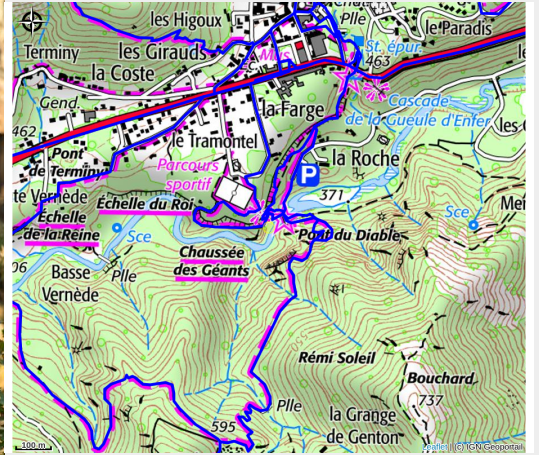 les Higoux
Plle
le Paradis
Terminy
les Girauds
la Coste
Mus
St. épur.
463
Gend.
la Farge
Cascade
de la Gueule d'Enfer
462
le Tramontel
Pont
de Terminy
Parcours
sportif
P
la Roche
371
te Vernède
Échelle du Roi
Échelle
de la Reine
Sce
Sce
Pont du Diable
Chaussée
des Géants
06
Basse
Vernède
Plle
Rémi Soleil
Bouchard
737
Plle
595
la Grange
de Genton
100 m
Leaflet | (c) IGN Geoportail